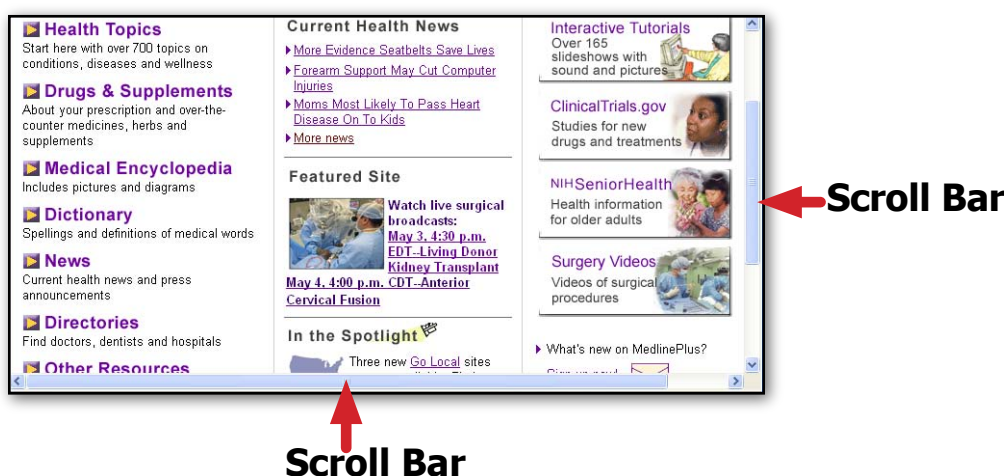 Health Topics
Start here with over 700 topics on
conditions, diseases and wellness
Drugs & Supplements
About your prescription and over-the-
counter medicines, herbs and
supplements
Medical Encyclopedia
Includes pictures and diagrams
Dictionary
Spellings and definitions of medical words
News
Current health news and press
announcements
Directories
Find doctors, dentists and hospitals
Other Resources
Current Health News
More Evidence Seatbelts Save Lives
Forearm Support May Cut Computer
Injuries
Moms Most Likely To Pass Heart
Disease On To Kids
More news
Featured Site
Watch live surgical
broadcasts:
May 3, 4:30 p.m.
EDT--Living Donor
Kidney Transplant
May 4, 4:00 p.m. CDT--Anterior
Cervical Fusion
In the Spotlight
Three new Go Local sites
Interactive Tutorials
Over 165
slideshows with
sound and pictures
ClinicalTrials.gov
Studies for new
drugs and treatments
NIHSeniorHealth
Health information
for older adults
Surgery Videos
Videos of surgical
procedures
What's new on MedlinePlus?
Scroll Bar
Scroll Bar